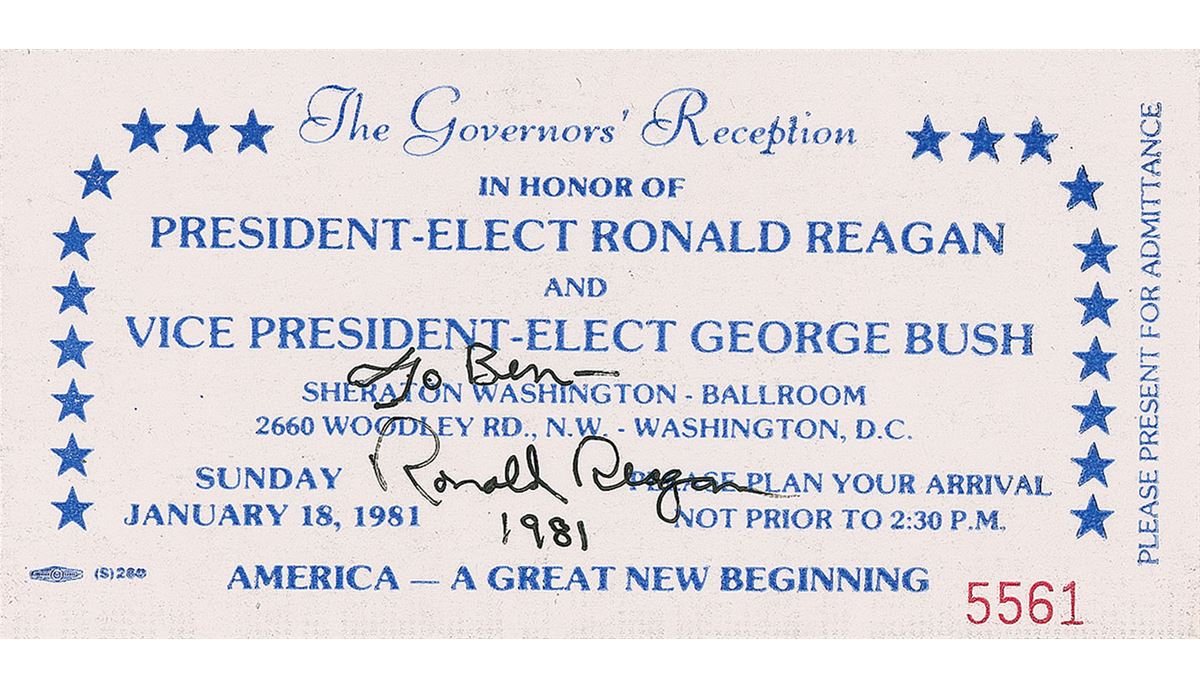 The Governors' Reception
IN HONOR OF
PRESIDENT-ELECT RONALD REAGAN
AND
VICE PRESIDENT-ELECT GEORGE BUSH
To Ben—
SHERATON WASHINGTON - BALLROOM
2660 WOODLEY RD., N.W. - WASHINGTON, D.C.
Ronald Reagan
1981
SUNDAY
JANUARY 18, 1981
PLEASE PLAN YOUR ARRIVAL
NOT PRIOR TO 2:30 P.M.
(S)
AMERICA — A GREAT NEW BEGINNING
5561
PLEASE PRESENT FOR ADMITTANCE